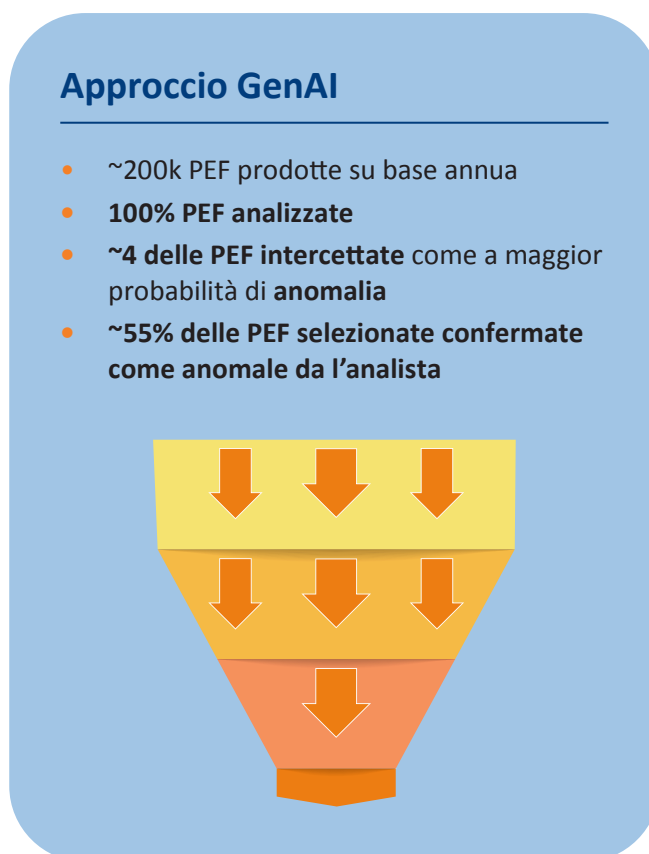 Approccio GenAI
• ~200k PEF prodotte su base annua
• 100% PEF analizzate
• ~4 delle PEF intercettate come a maggior
probabilità di anomalia
• ~55% delle PEF selezionate confermate
come anomale da l’analista